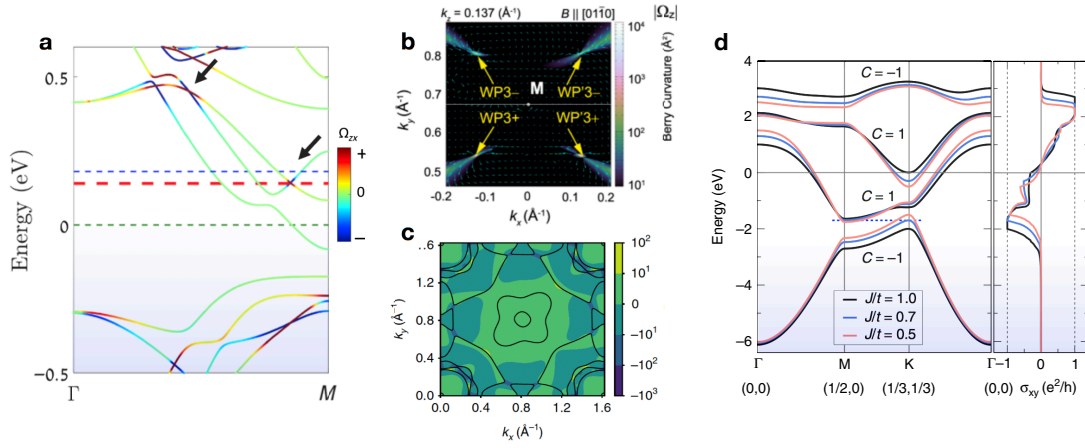 a
Energy (eV)
0.5
0
-0.5
Γ
M
Ω_zx
+
0
−
b
k_z = 0.137 (Å⁻¹)
B || [011̄0]
|Ω_z|
k_y (Å⁻¹)
0.8
0.7
0.6
0.5
WP3−
M
WP'3−
WP3+
WP'3+
-0.2
-0.1
0.0
0.1
0.2
k_x (Å⁻¹)
10⁴
10³
10²
10¹
Berry Curvature (Å²)
c
k_y (Å⁻¹)
1.6
1.2
0.8
0.4
0.0
0.0 0.4 0.8 1.2 1.6
k_x (Å⁻¹)
10²
10¹
0
−10¹
−10²
−10³
d
Energy (eV)
4
2
0
−2
−4
−6
C = −1
C = 1
C = 1
C = −1
J/t = 1.0
J/t = 0.7
J/t = 0.5
Γ
M
K
Γ
(0,0)
(1/2,0)
(1/3,1/3)
(0,0)
−1
0
1
σ_xy (e²/h)